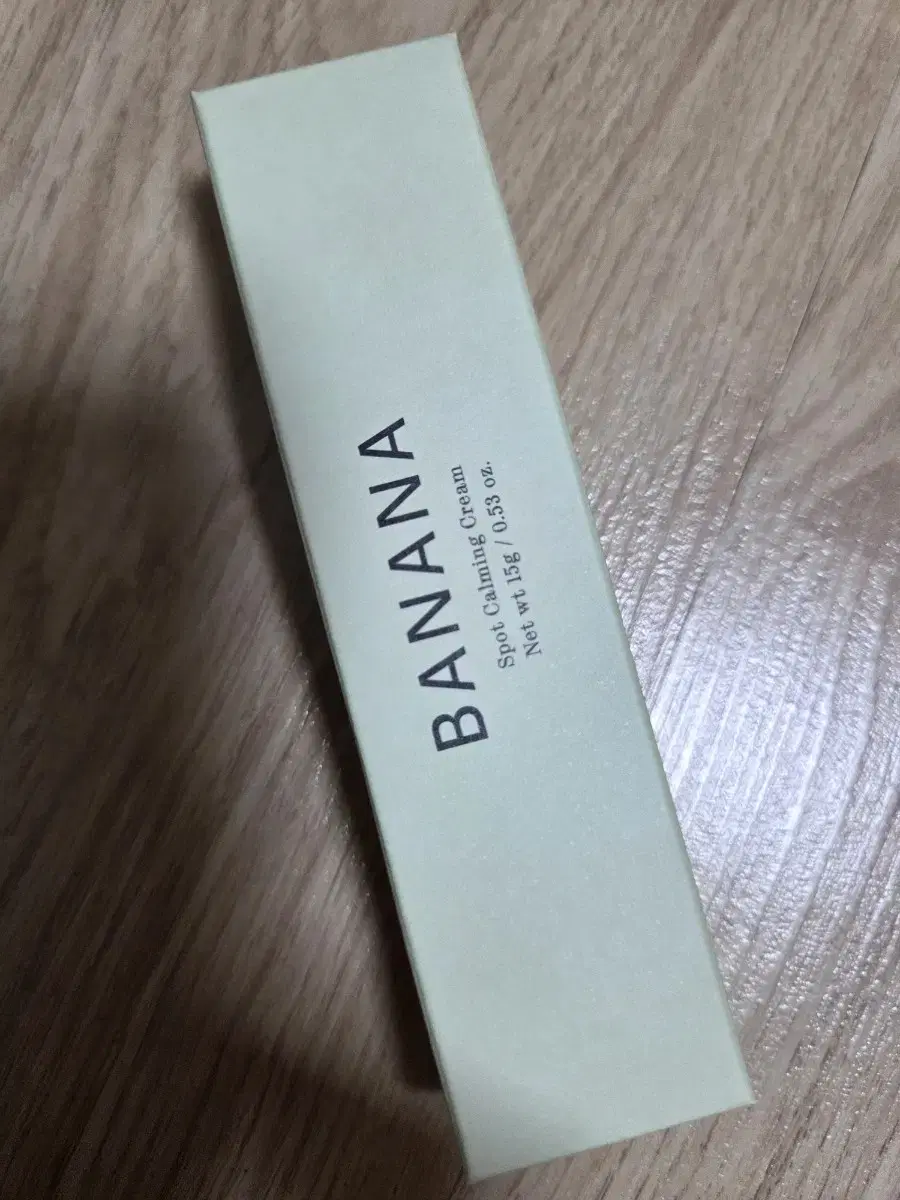 BANANA
Spot Calming Cream
Net wt 15g / 0.53 oz.